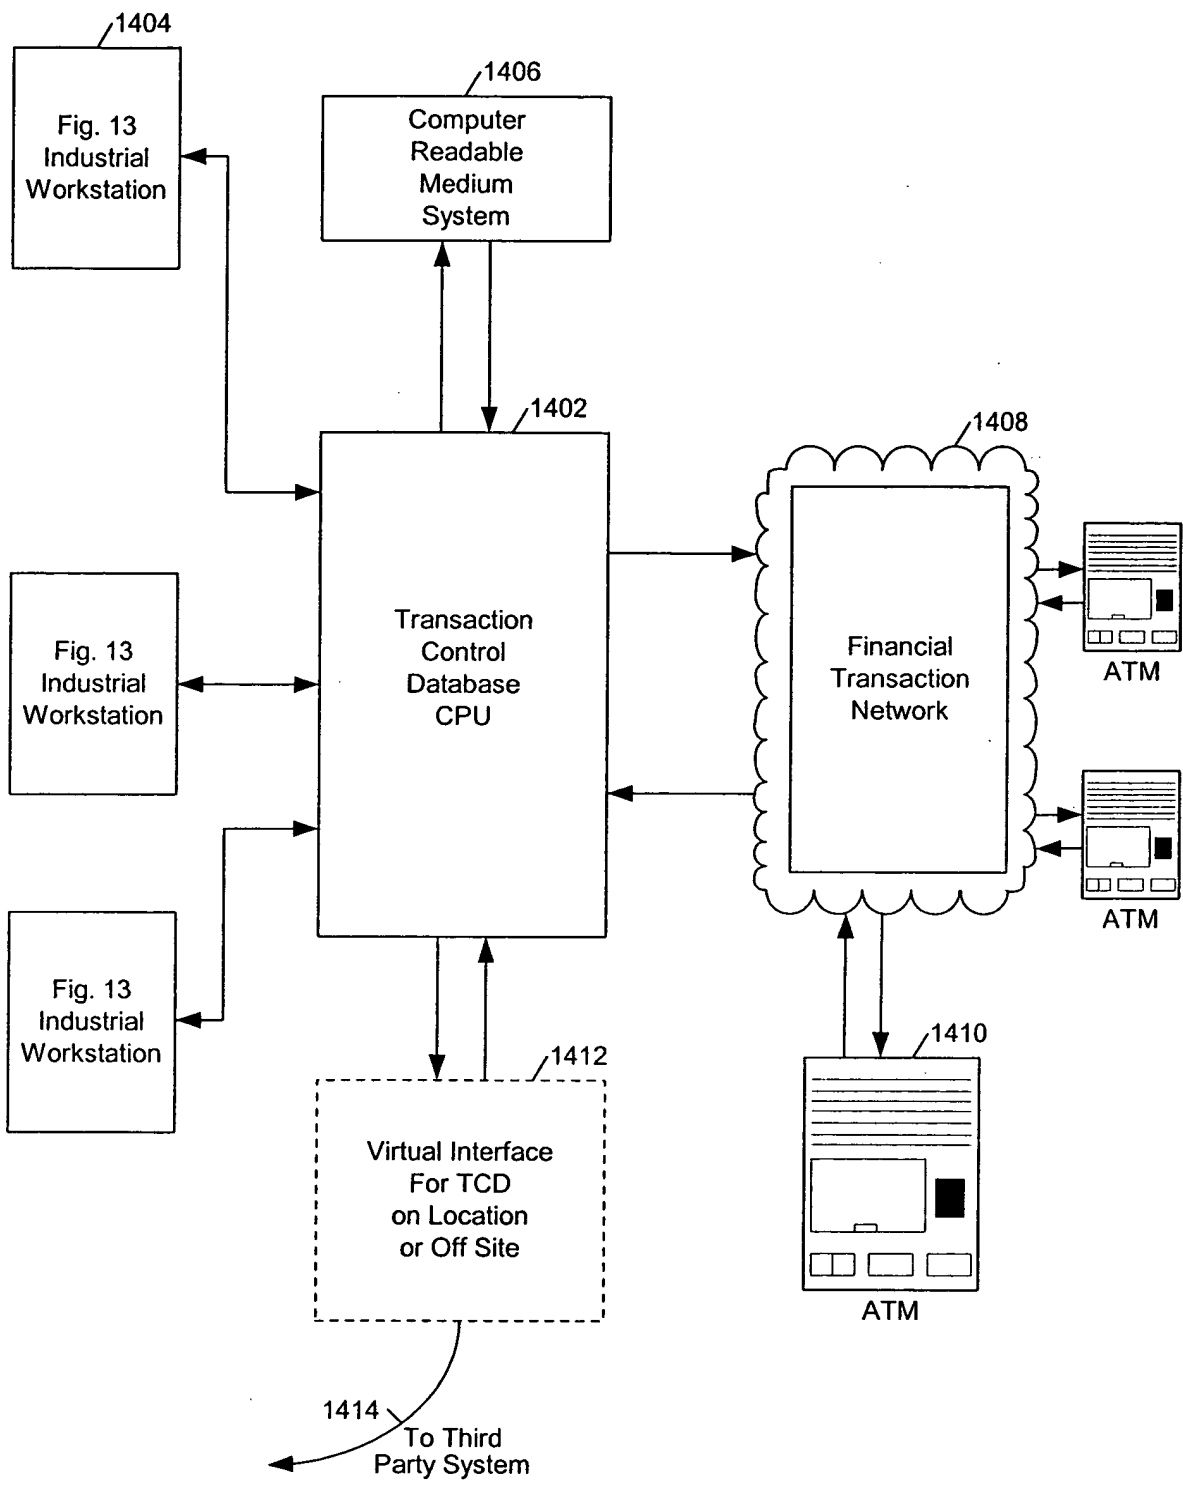 1404
Fig. 13
Industrial
Workstation
1406
Computer
Readable
Medium
System
1402
Transaction
Control
Database
CPU
1408
Financial
Transaction
Network
ATM
ATM
Fig. 13
Industrial
Workstation
Fig. 13
Industrial
Workstation
1412
Virtual Interface
For TCD
on Location
or Off Site
1410
ATM
1414
To Third
Party System